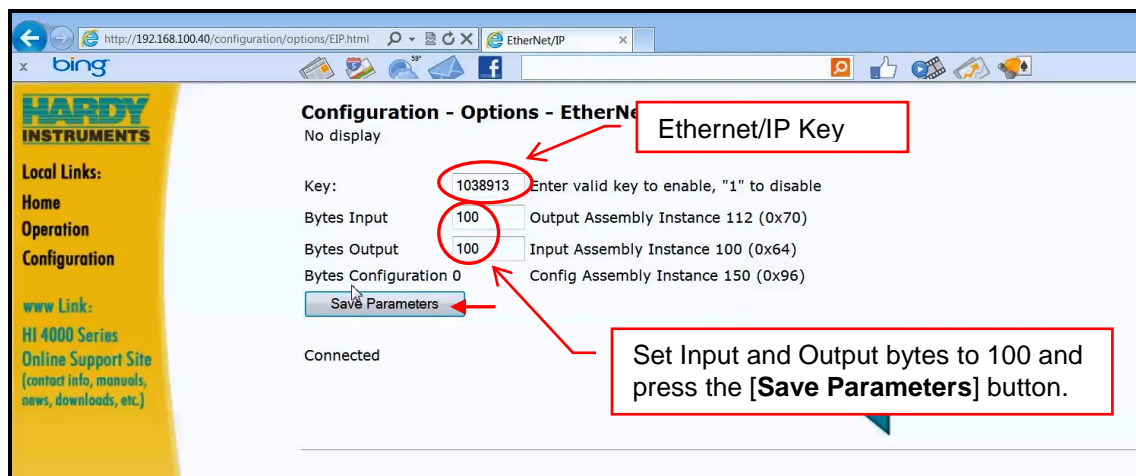 http://192.168.100.40/configuration/options/EIP.html
EtherNet/IP
x bing
59°
HARDY
INSTRUMENTS
Local Links:
Home
Operation
Configuration
www Link:
HI 4000 Series
Online Support Site
(contact info, manuals,
news, downloads, etc.)
Configuration - Options - EtherNe
No display
Ethernet/IP Key
Key: 1038913 Enter valid key to enable, "1" to disable
Bytes Input 100 Output Assembly Instance 112 (0x70)
Bytes Output 100 Input Assembly Instance 100 (0x64)
Bytes Configuration 0 Config Assembly Instance 150 (0x96)
Save Parameters
Connected
Set Input and Output bytes to 100 and
press the [Save Parameters] button.